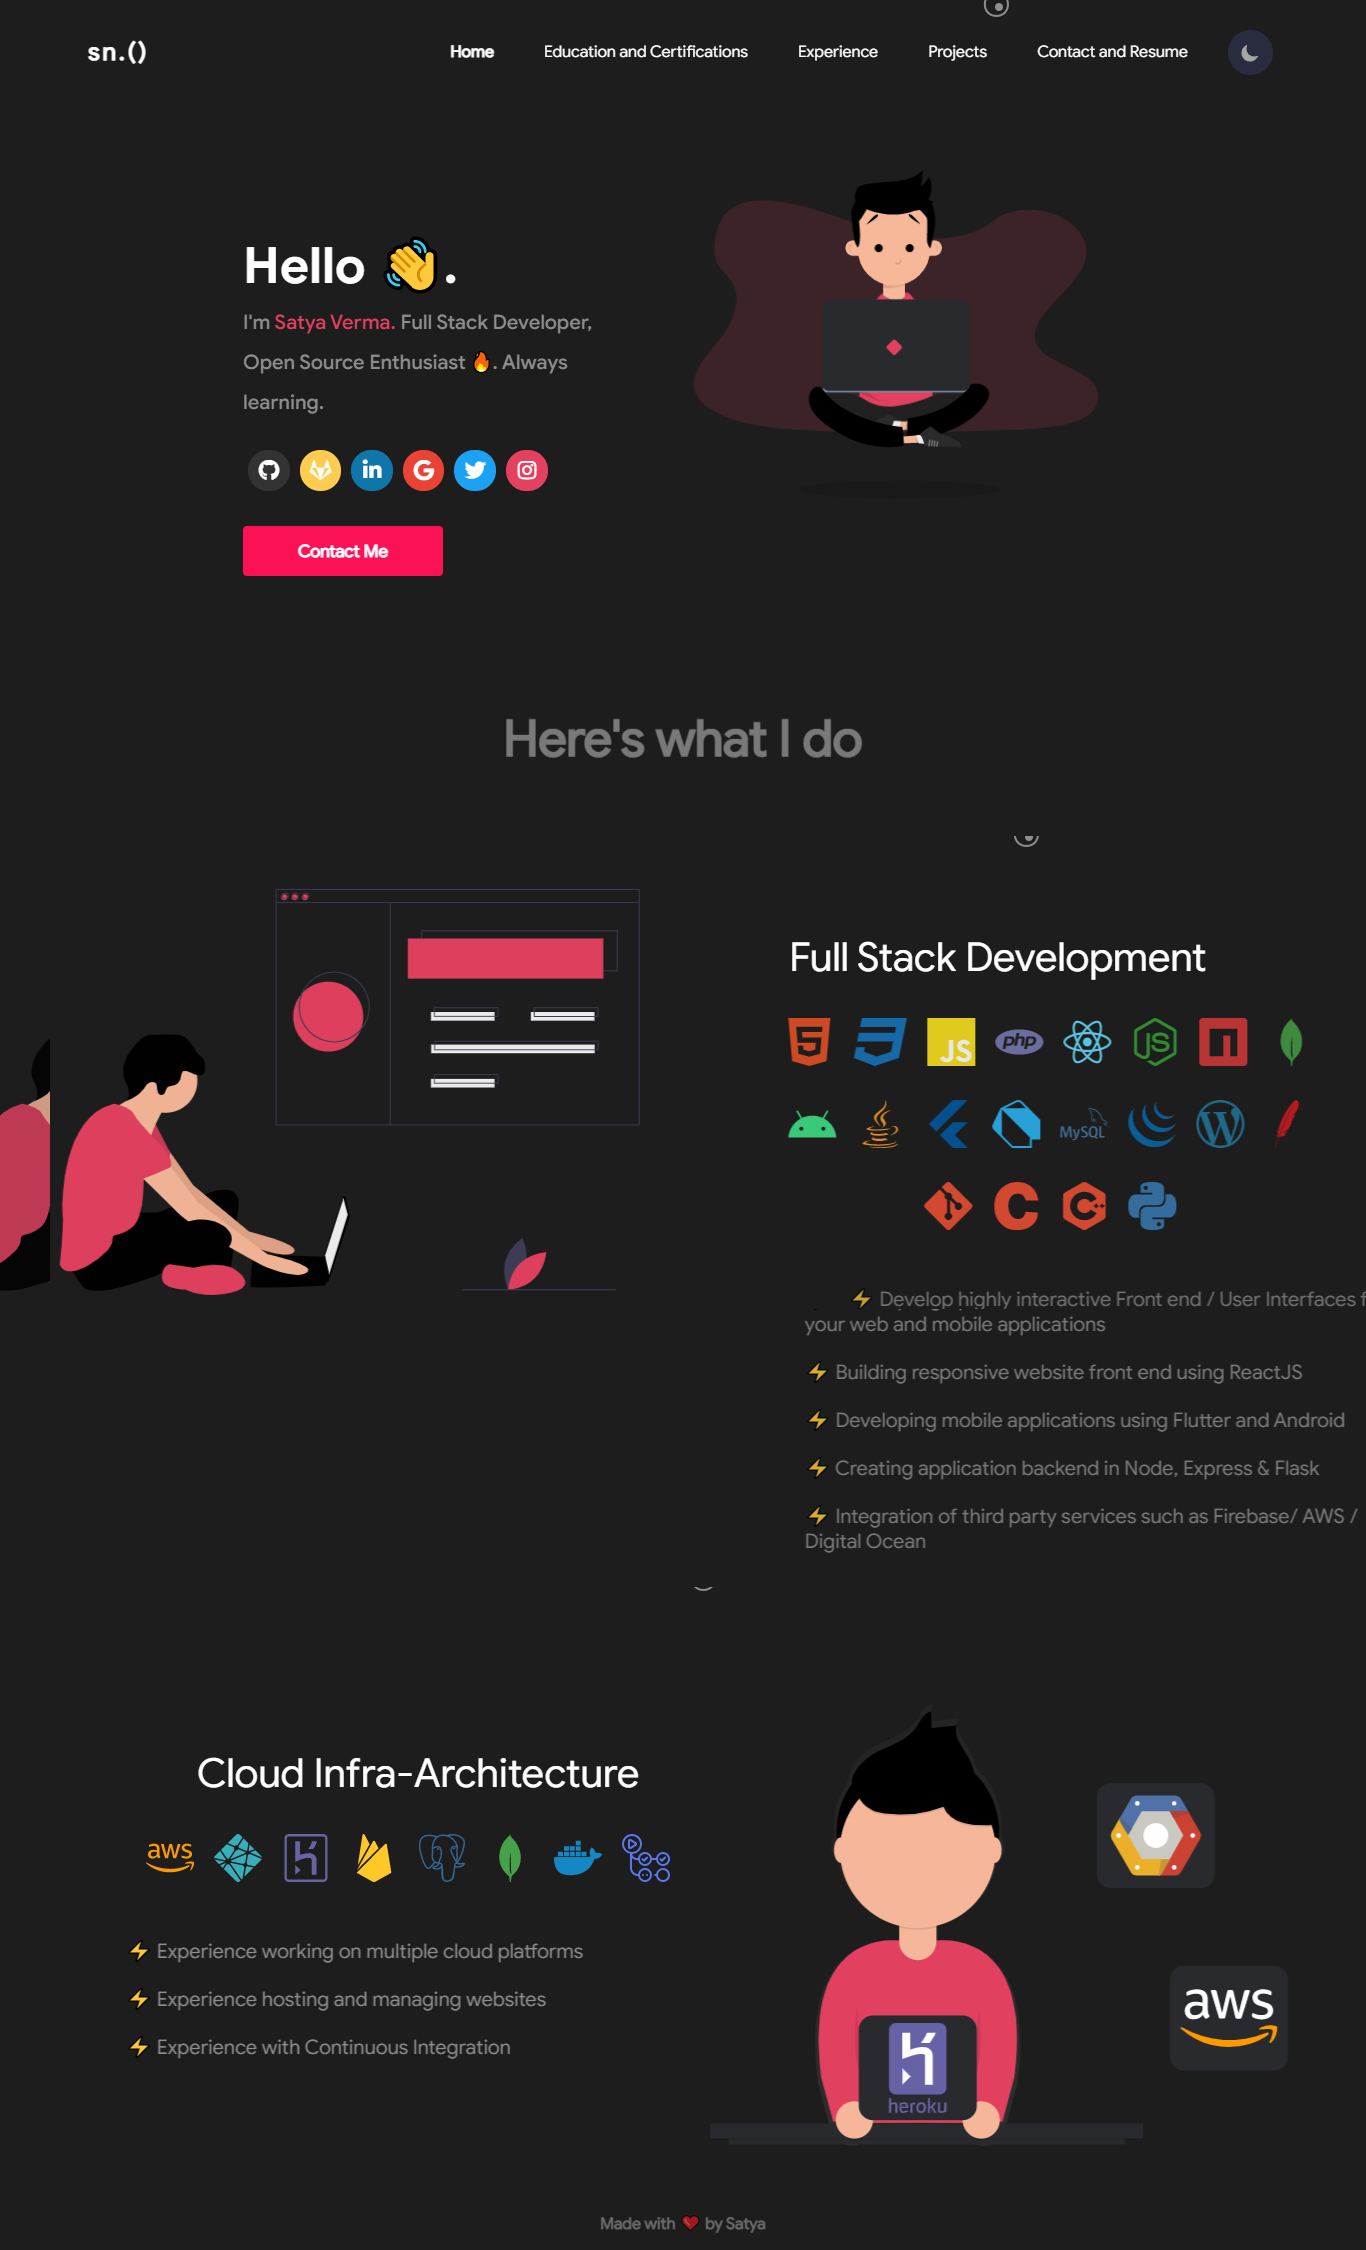 sn.()
Home Education and Certifications Experience Projects Contact and Resume
Hello 👋.
I'm Satya Verma. Full Stack Developer,
Open Source Enthusiast 🔥. Always
learning.
Contact Me
Here's what I do
Full Stack Development
JS php JS
MySQL
⚡ Develop highly interactive Front end / User Interfaces f
your web and mobile applications
⚡ Building responsive website front end using ReactJS
⚡ Developing mobile applications using Flutter and Android
⚡ Creating application backend in Node, Express & Flask
⚡ Integration of third party services such as Firebase/ AWS /
Digital Ocean
Cloud Infra-Architecture
aws
⚡ Experience working on multiple cloud platforms
⚡ Experience hosting and managing websites
⚡ Experience with Continuous Integration
aws
heroku
Made with ❤️ by Satya